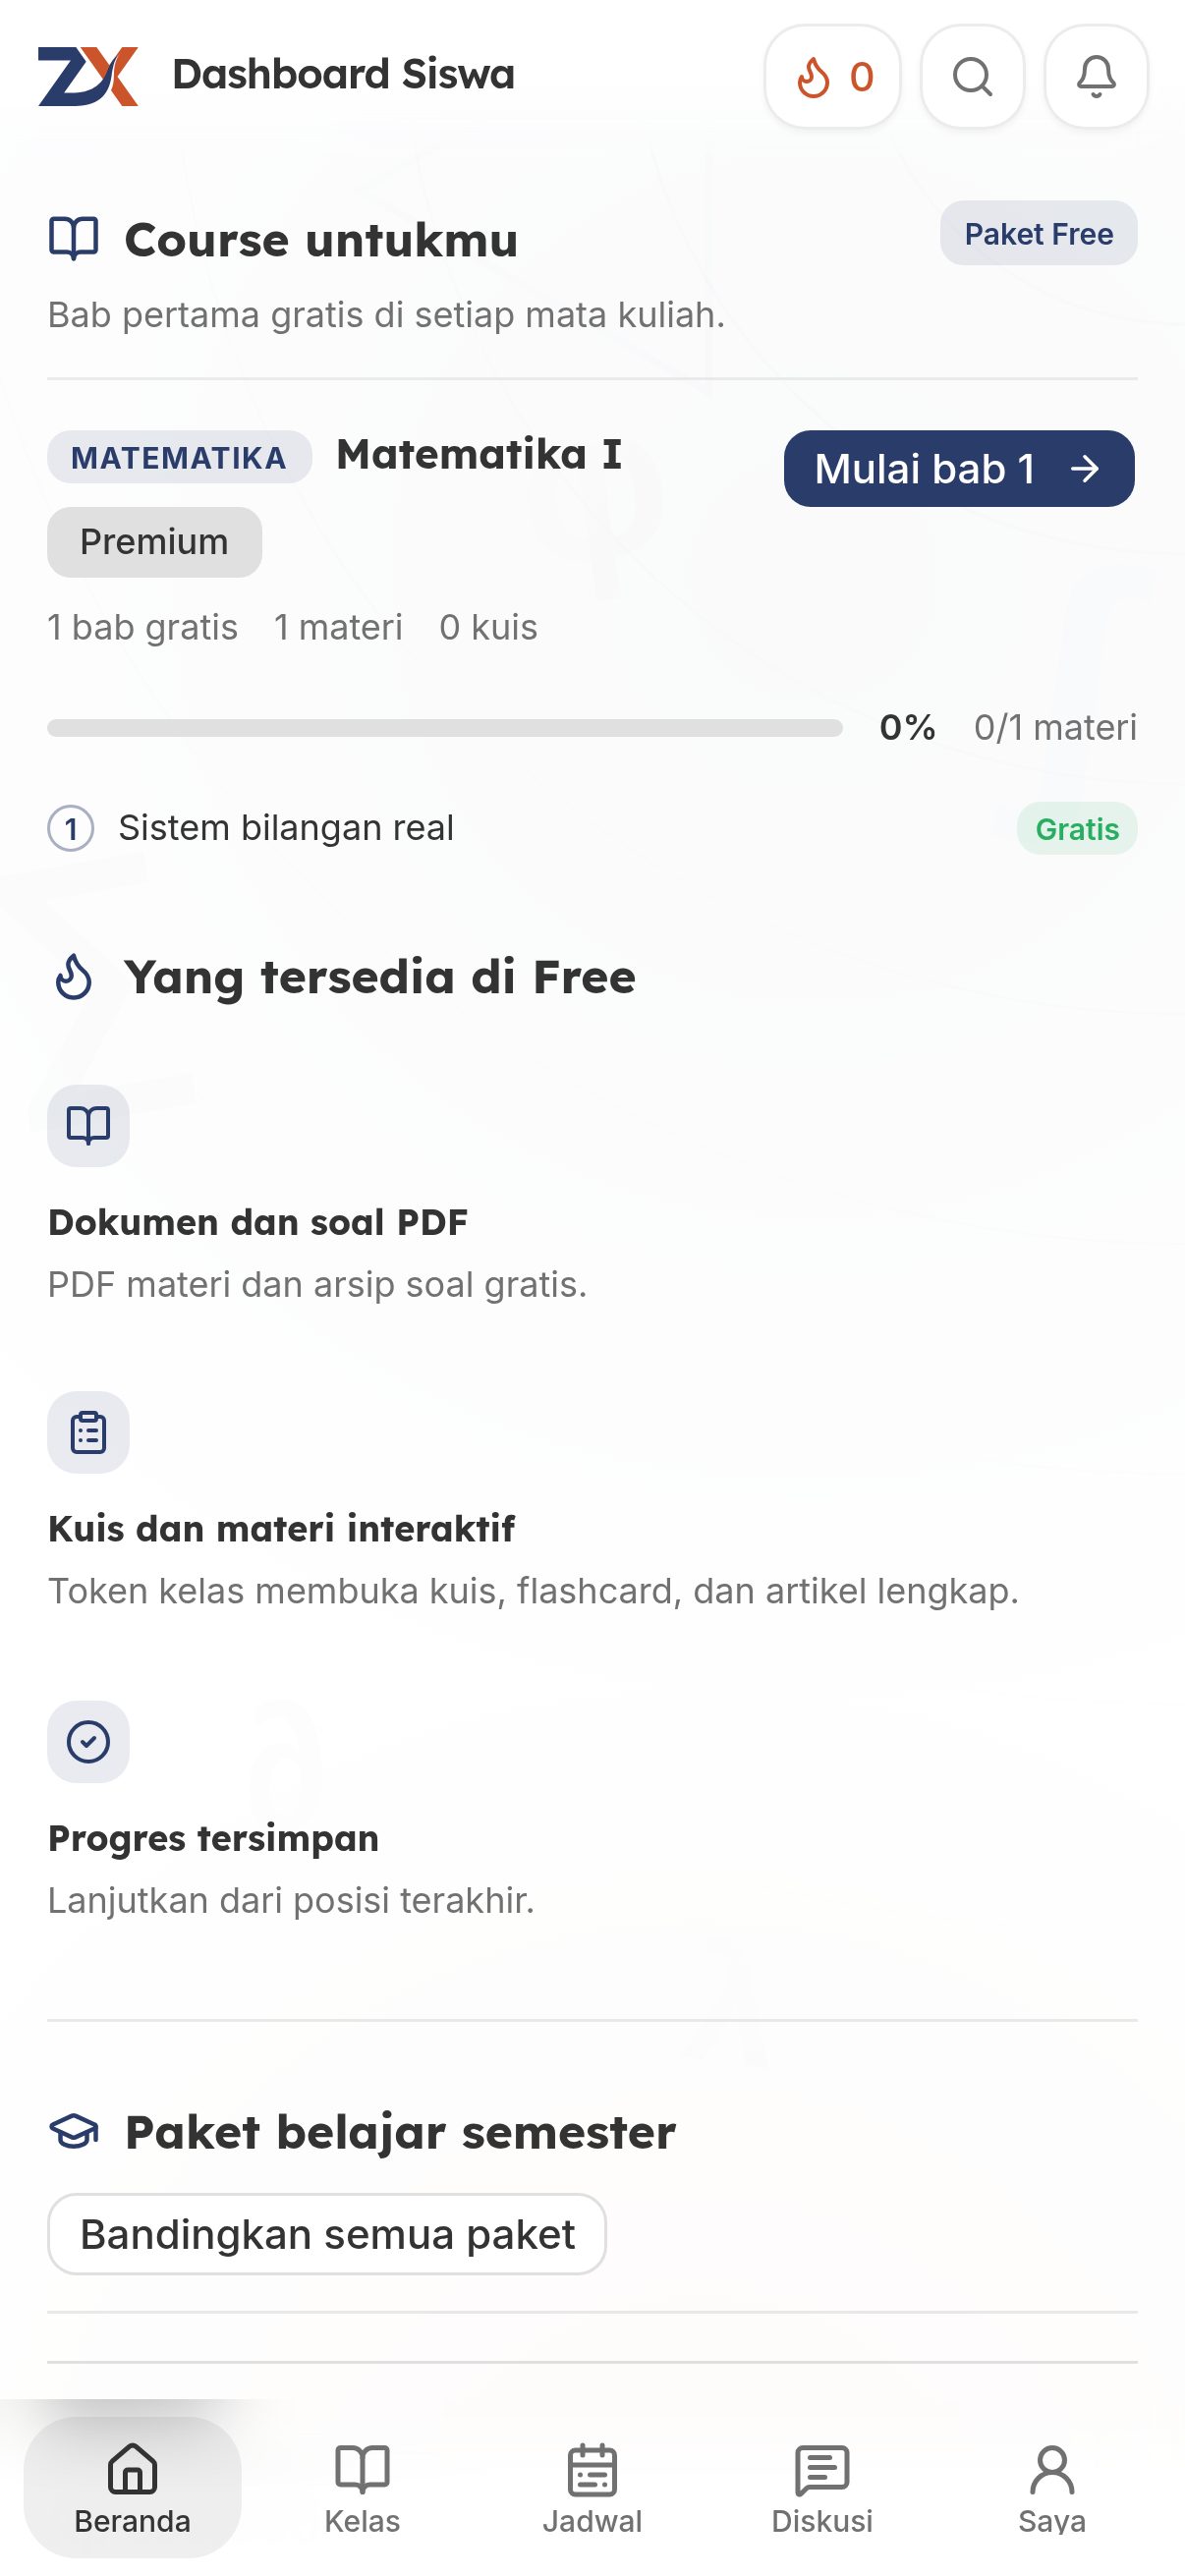 ZX Dashboard Siswa 0
Course untukmu Paket Free
Bab pertama gratis di setiap mata kuliah.
MATEMATIKA Matematika I Mulai bab 1 →
Premium
1 bab gratis 1 materi 0 kuis
0% 0/1 materi
1 Sistem bilangan real Gratis
Yang tersedia di Free
Dokumen dan soal PDF
PDF materi dan arsip soal gratis.
Kuis dan materi interaktif
Token kelas membuka kuis, flashcard, dan artikel lengkap.
Progres tersimpan
Lanjutkan dari posisi terakhir.
Paket belajar semester
Bandingkan semua paket
Beranda Kelas Jadwal Diskusi Saya